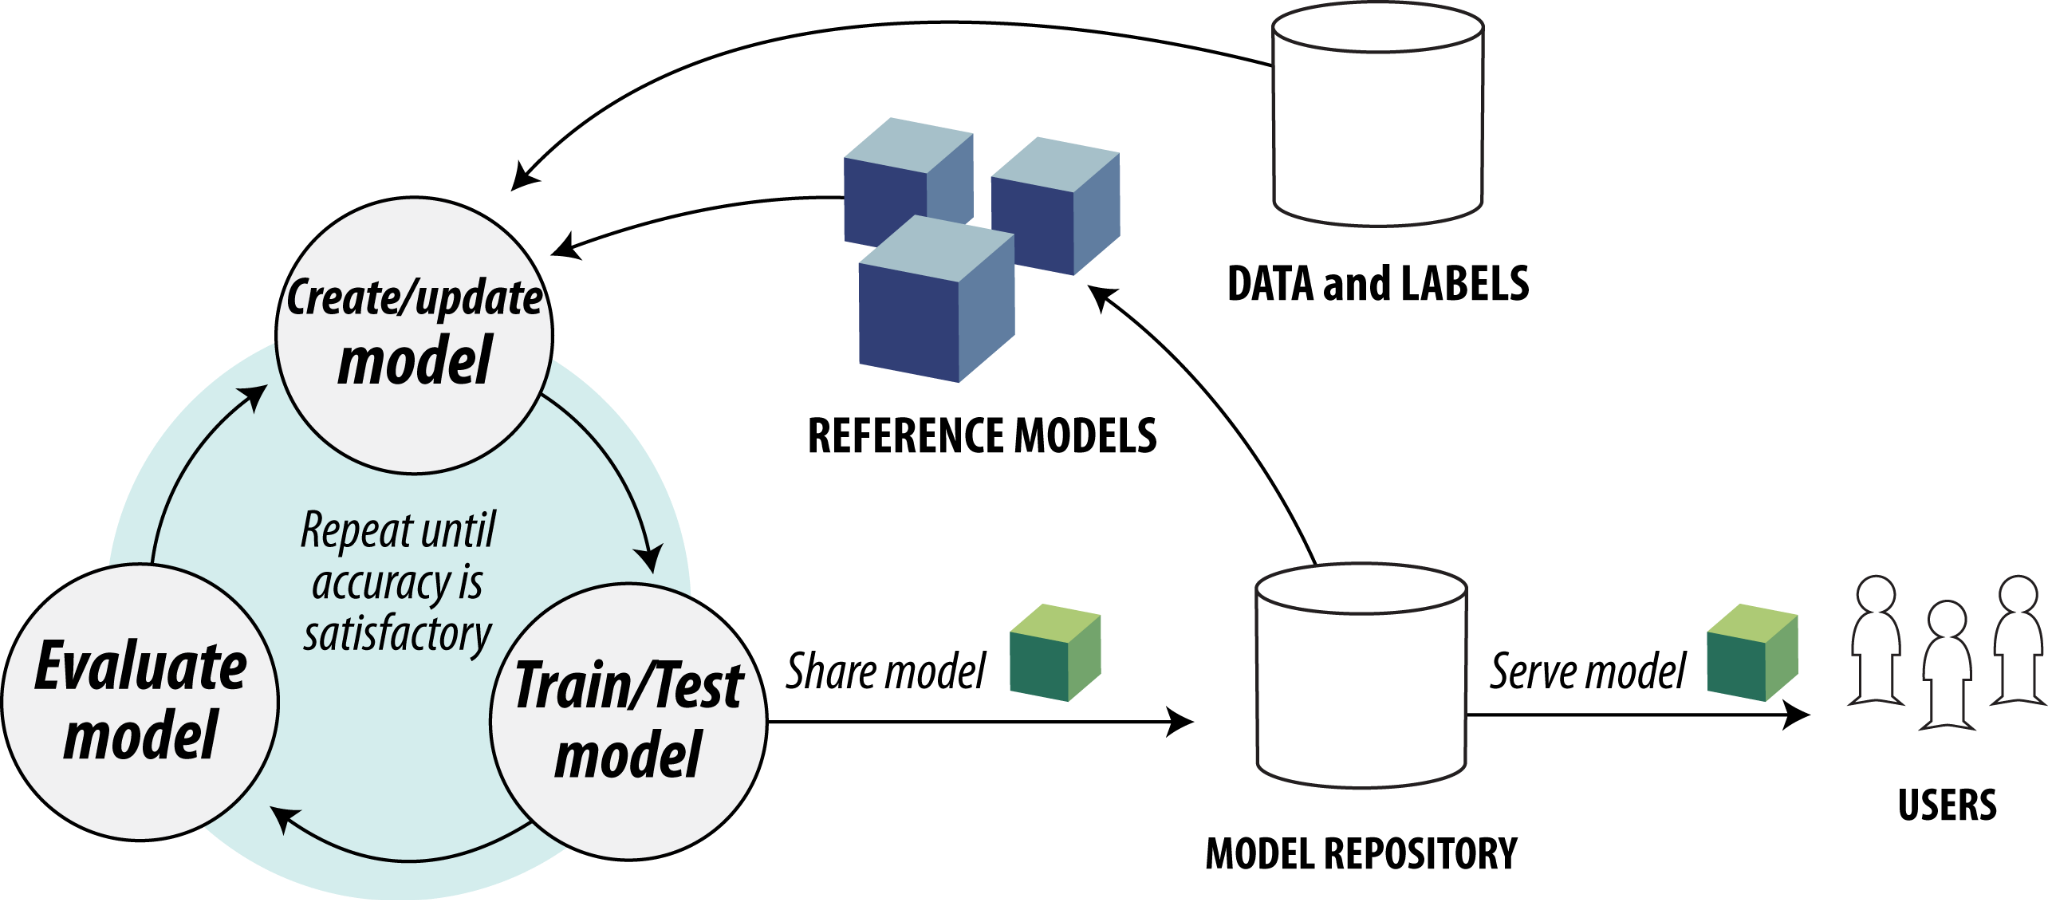 DATA and LABELS
Create/update
model
REFERENCE MODELS
Repeat until
accuracy is
satisfactory
Evaluate
model
Train/Test
model
Share model
Serve model
MODEL REPOSITORY
USERS